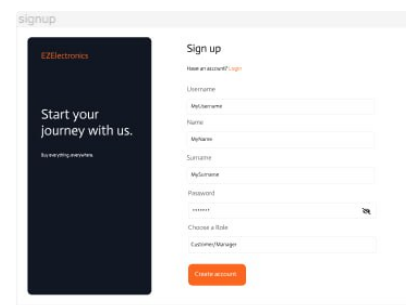 signup
EZElectronics
Start your
journey with us.
Buy everything, everywhere.
Sign up
Have an account? Login
Username
MyUsername
Name
MyName
Surname
MySurname
Password
•••••••
Choose a Role
Customer/Manager
Create account